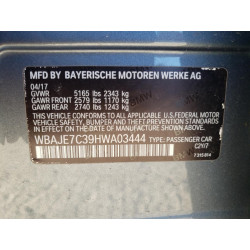 MFD BY BAYERISCHE MOTOREN WERKE AG
04/17
GVWR 5165 lbs 2343 kg
GAWR FRONT 2579 lbs 1170 kg
GAWR REAR 2740 lbs 1243 kg
THIS VEHICLE CONFORMS TO ALL APPLICABLE U.S. FEDERAL MOTOR
VEHICLE SAFETY, BUMPER, AND THEFT PREVENTION STANDARDS
IN EFFECT ON THE DATE OF MANUFACTURE SHOWN ABOVE.
WBAJE7C39HWA03444 TYPE: PASSENGER CAR